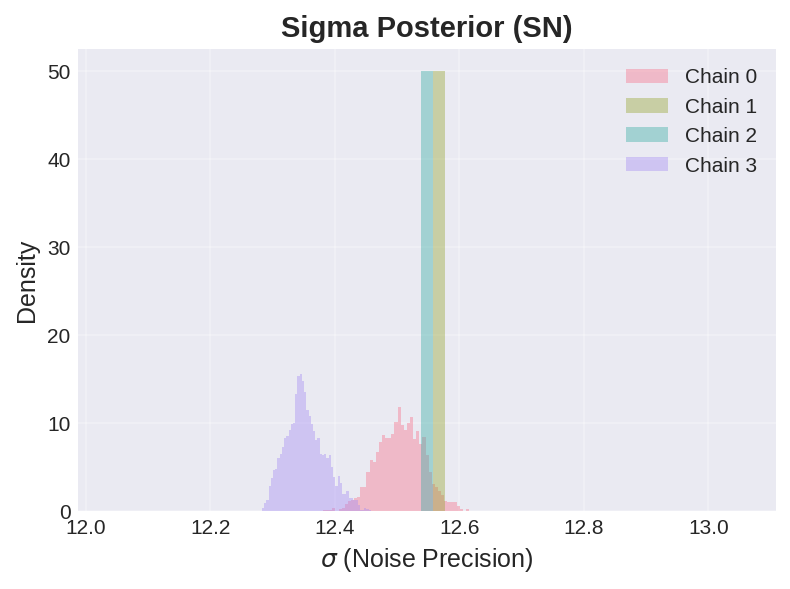 Sigma Posterior (SN)
Chain 0
Chain 1
Chain 2
Chain 3
Density
50
40
30
20
10
0
12.0 12.2 12.4 12.6 12.8 13.0
σ (Noise Precision)